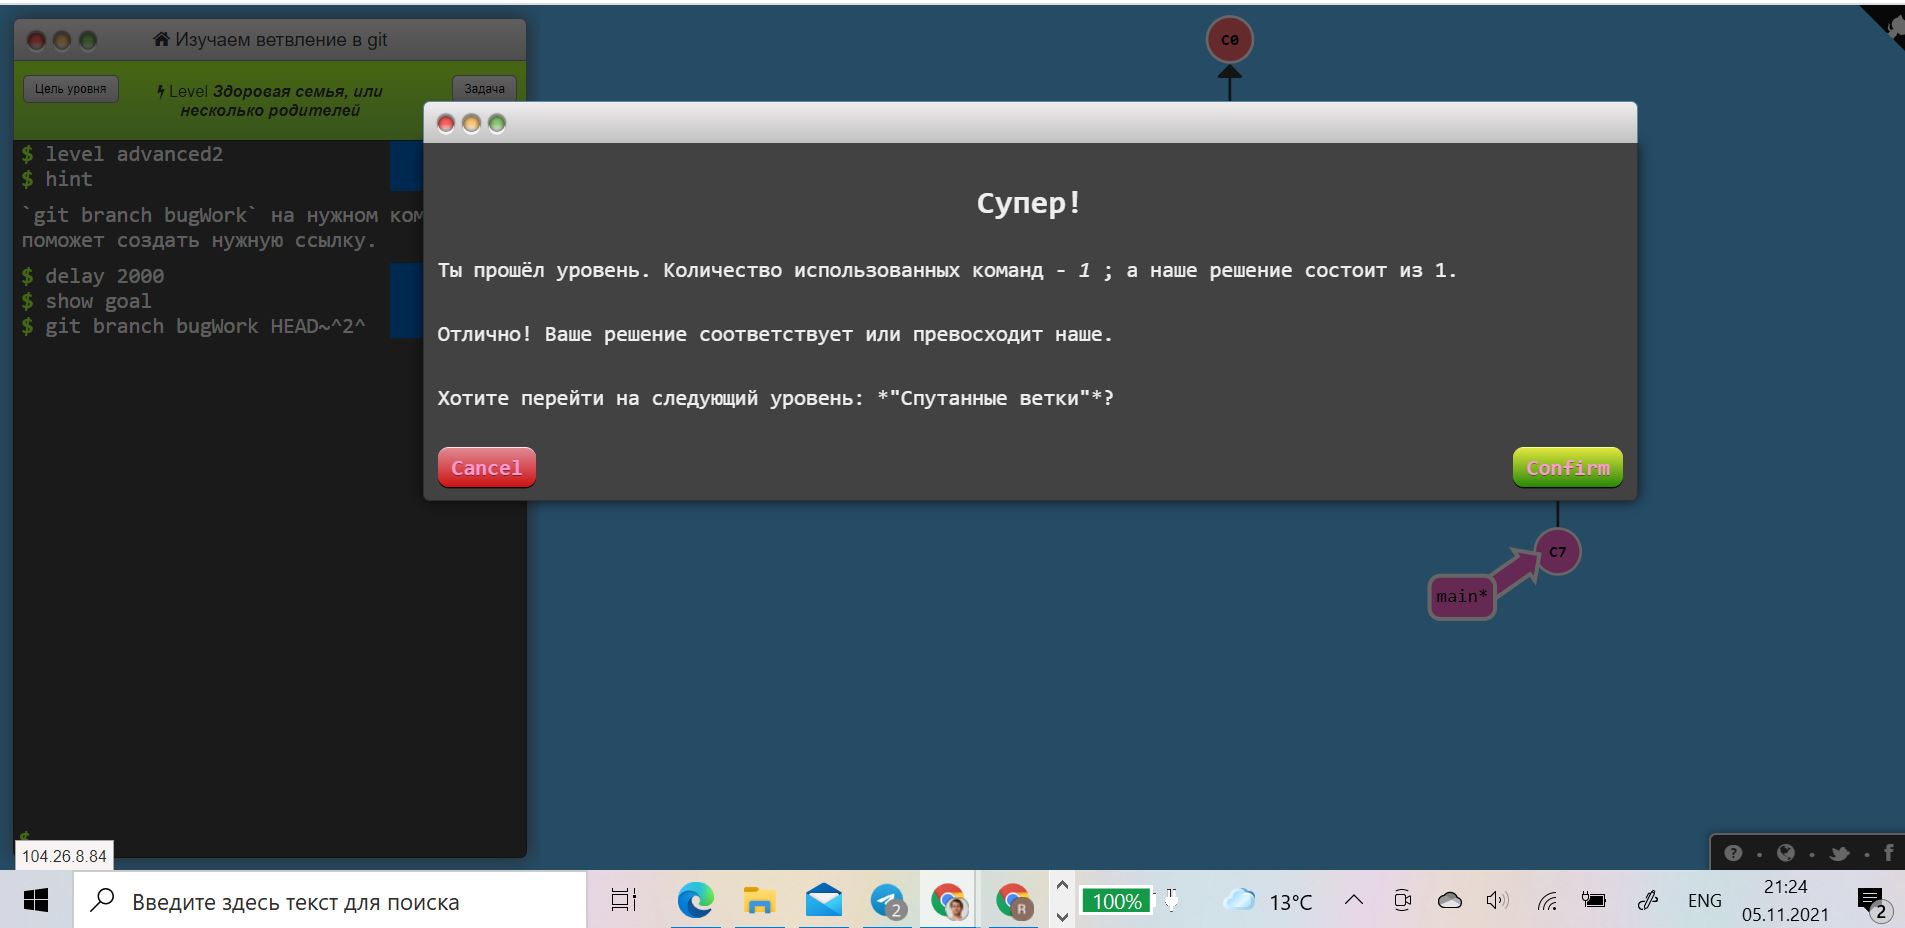 Изучаем ветвление в git
Цель уровня
Level Здоровая семья, или
несколько родителей
Задача
$ level advanced2
$ hint
`git branch bugWork` на нужном
поможет создать нужную ссылку.
$ delay 2000
$ show goal
$ git branch bugWork HEAD~^2^
$
C0
Супер!
Ты прошёл уровень. Количество использованных команд - 1 ; а наше решение состоит из 1.
Отлично! Ваше решение соответствует или превосходит наше.
Хотите перейти на следующий уровень: *"Спутанные ветки"*?
Cancel
Confirm
C7
main*
104.26.8.84
Введите здесь текст для поиска
2
R
100%
13°C
ENG
21:24
05.11.2021
2